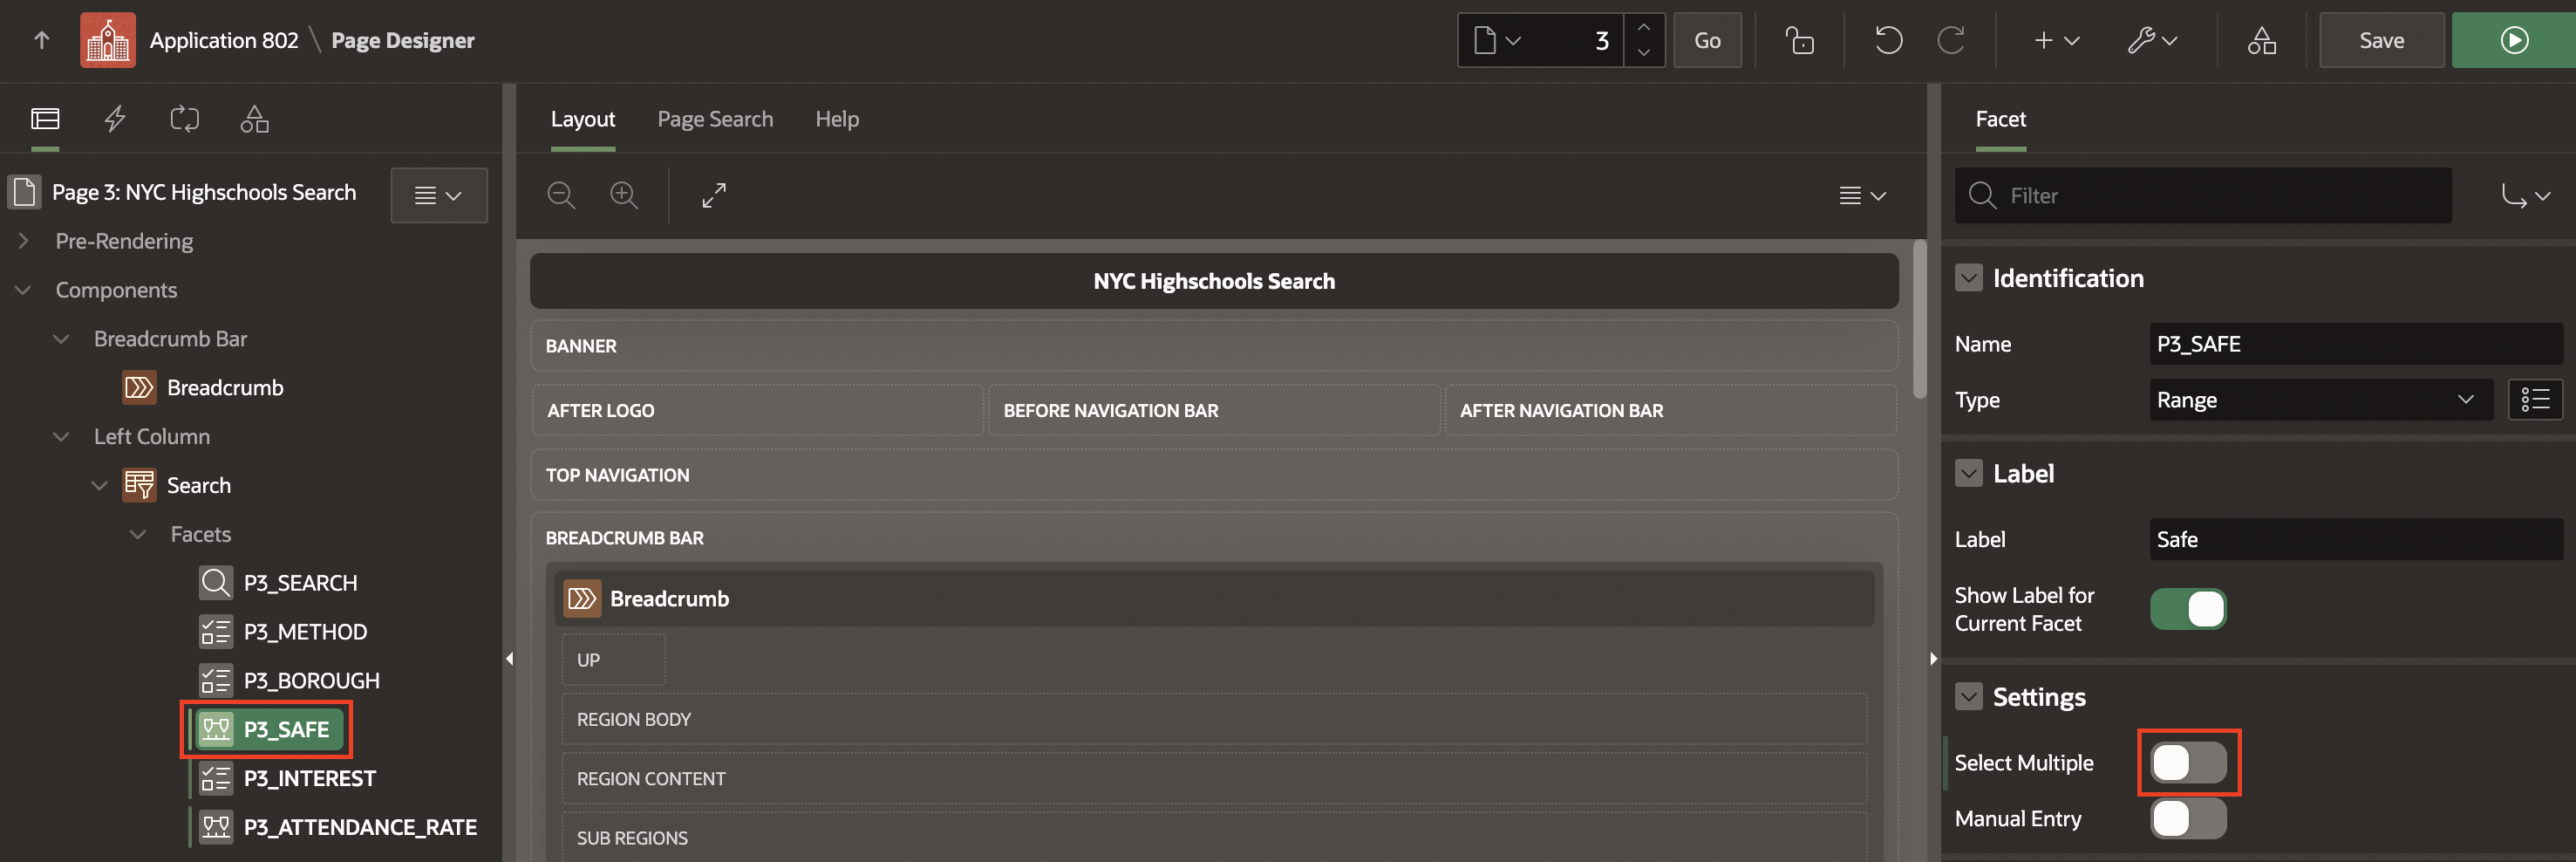 Application 802 \ Page Designer
3
Go
Save
Page 3: NYC Highschools Search
Pre-Rendering
Components
Breadcrumb Bar
Breadcrumb
Left Column
Search
Facets
P3_SEARCH
P3_METHOD
P3_BOROUGH
P3_SAFE
P3_INTEREST
P3_ATTENDANCE_RATE
Layout Page Search Help
NYC Highschools Search
BANNER
AFTER LOGO BEFORE NAVIGATION BAR AFTER NAVIGATION BAR
TOP NAVIGATION
BREADCRUMB BAR
Breadcrumb
UP
REGION BODY
REGION CONTENT
SUB REGIONS
Facet
Filter
Identification
Name P3_SAFE
Type Range
Label
Label Safe
Show Label for
Current Facet
Settings
Select Multiple
Manual Entry